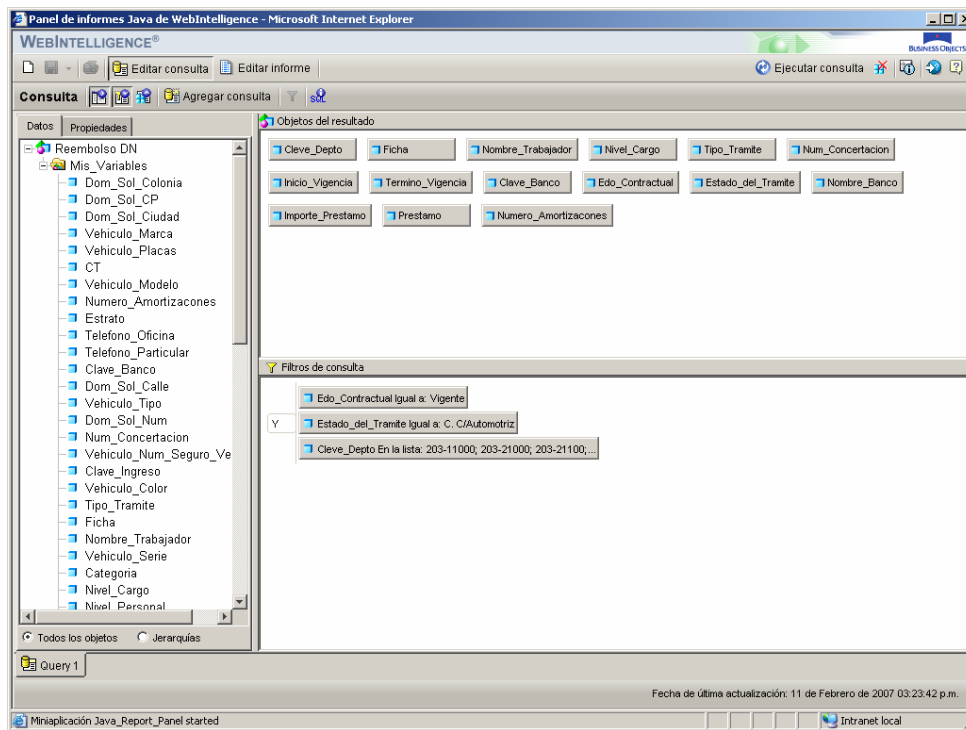 Panel de informes Java de WebIntelligence - Microsoft Internet Explorer
WEBINTELLIGENCE®
BUSINESS OBJECTS
Editar consulta Editar informe Ejecutar consulta
Consulta Agregar consulta SQL
Datos Propiedades
Reembolso DN
Mis_Variables
Dom_Sol_Colonia
Dom_Sol_CP
Dom_Sol_Ciudad
Vehiculo_Marca
Vehiculo_Placas
CT
Vehiculo_Modelo
Numero_Amortizacones
Estrato
Telefono_Oficina
Telefono_Particular
Clave_Banco
Dom_Sol_Calle
Vehiculo_Tipo
Dom_Sol_Num
Num_Concertacion
Vehiculo_Num_Seguro_Ve
Clave_Ingreso
Vehiculo_Color
Tipo_Tramite
Ficha
Nombre_Trabajador
Vehiculo_Serie
Categoria
Nivel_Cargo
Nivel_Personal
Todos los objetos Jerarquías
Objetos del resultado
Cleve_Depto Ficha Nombre_Trabajador Nivel_Cargo Tipo_Tramite Num_Concertacion
Inicio_Vigencia Termino_Vigencia Clave_Banco Edo_Contractual Estado_del_Tramite Nombre_Banco
Importe_Prestamo Prestamo Numero_Amortizacones
Filtros de consulta
Edo_Contractual Igual a: Vigente
Y Estado_del_Tramite Igual a: C. C/Automotriz
Cleve_Depto En la lista: 203-11000; 203-21000; 203-21100;...
Query 1
Fecha de última actualización: 11 de Febrero de 2007 03:23:42 p.m.
Miniaplicación Java_Report_Panel started Intranet local